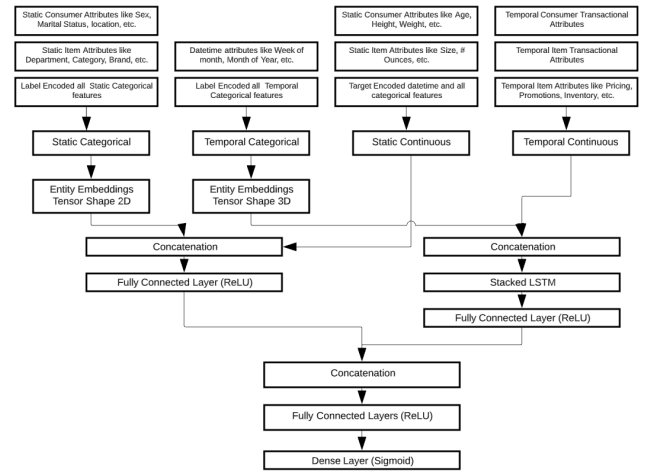 Static Consumer Attributes like Sex,
Marital Status, location, etc.
Static Item Attributes like
Department, Category, Brand, etc.
Label Encoded all Static Categorical
features
Static Categorical
Entity Embeddings
Tensor Shape 2D
Datetime attributes like Week of
month, Month of Year, etc.
Label Encoded all Temporal
Categorical features
Temporal Categorical
Entity Embeddings
Tensor Shape 3D
Static Consumer Attributes like Age,
Height, Weight, etc.
Static Item Attributes like Size, #
Ounces, etc.
Target Encoded datetime and all
categorical features
Static Continuous
Temporal Consumer Transactional
Attributes
Temporal Item Transactional
Attributes
Temporal Item Attributes like Pricing,
Promotions, Inventory, etc.
Temporal Continuous
Concatenation
Fully Connected Layer (ReLU)
Concatenation
Stacked LSTM
Fully Connected Layer (ReLU)
Concatenation
Fully Connected Layers (ReLU)
Dense Layer (Sigmoid)